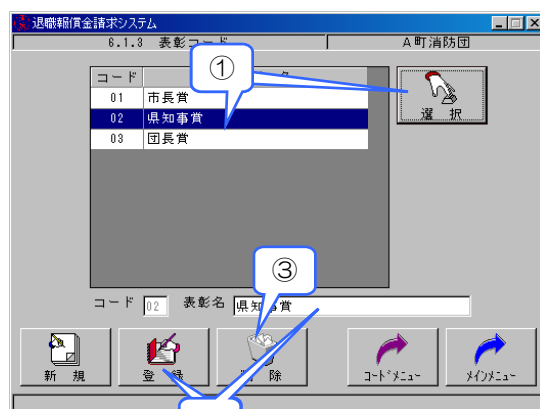 退職報償金請求システム
6.1.3 表彰コード A町消防団
①
コード
01 市長賞
02 県知事賞
03 団長賞
選 択
③
コード 02 表彰名 県知事賞
新 規
登 録
削 除
ｺｰﾄﾞﾒﾆｭｰ
ﾒｲﾝﾒﾆｭｰ